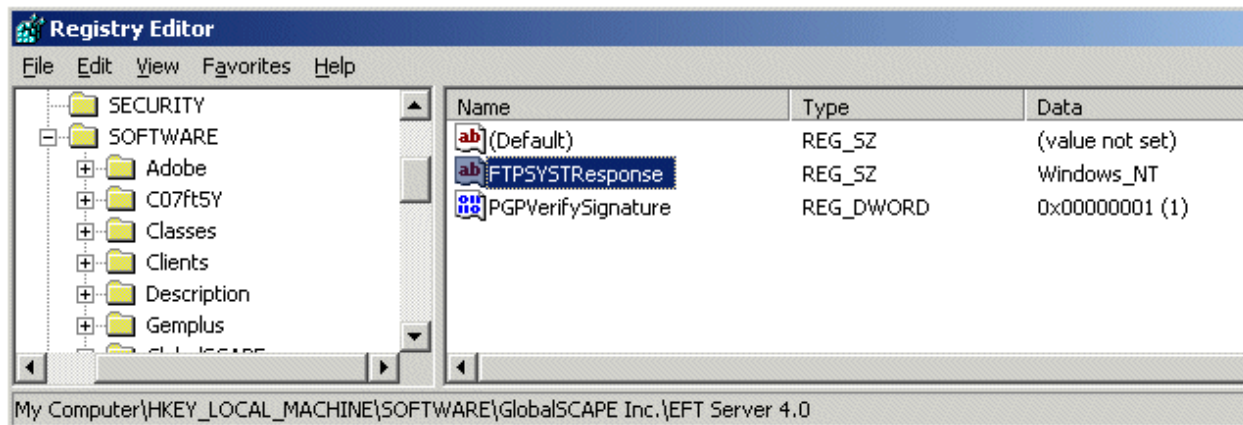 Registry Editor
File Edit View Favorites Help
SECURITY
SOFTWARE
Adobe
C07ft5Y
Classes
Clients
Description
Gemplus
Name Type Data
(Default) REG_SZ (value not set)
FTPSYSTResponse REG_SZ Windows_NT
PGPVerifySignature REG_DWORD 0x00000001 (1)
My Computer\HKEY_LOCAL_MACHINE\SOFTWARE\GlobalSCAPE Inc.\EFT Server 4.0